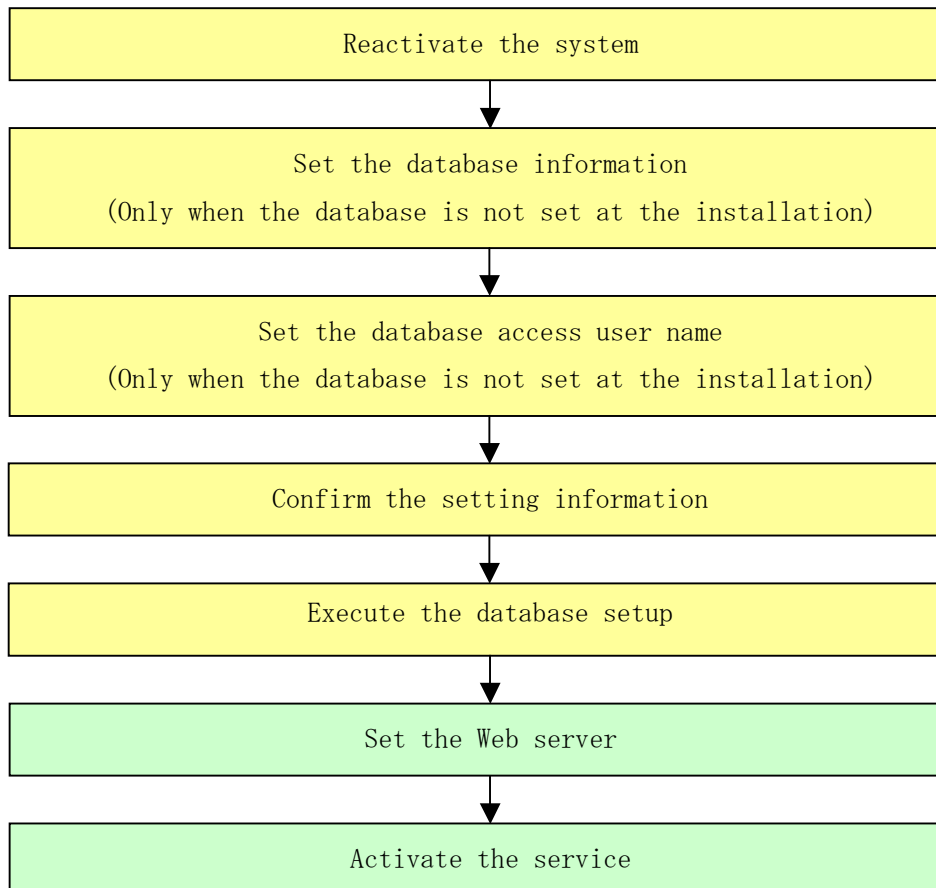 Reactivate the system
Set the database information
(Only when the database is not set at the installation)
Set the database access user name
(Only when the database is not set at the installation)
Confirm the setting information
Execute the database setup
Set the Web server
Activate the service